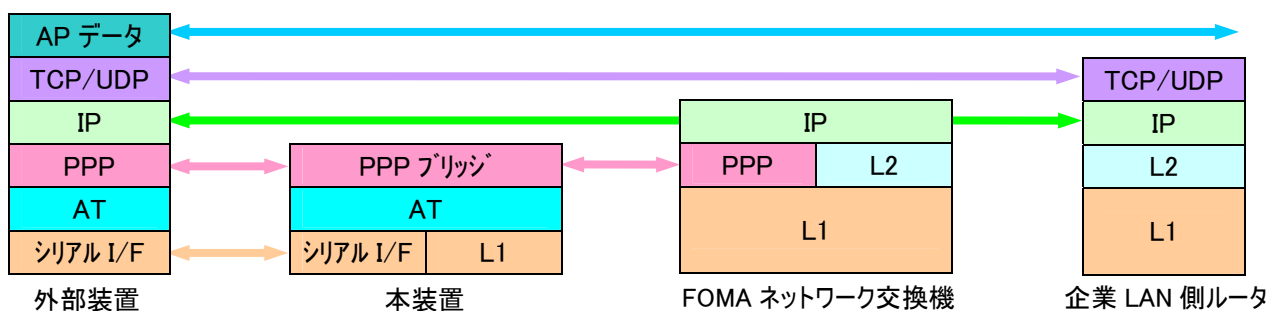 AP データ
TCP/UDP
TCP/UDP
IP
IP
IP
PPP
PPP ブリッジ
PPP
L2
L2
AT
AT
L1
L1
シリアル I/F
シリアル I/F
L1
外部装置
本装置
FOMA ネットワーク交換機
企業 LAN 側ルータ